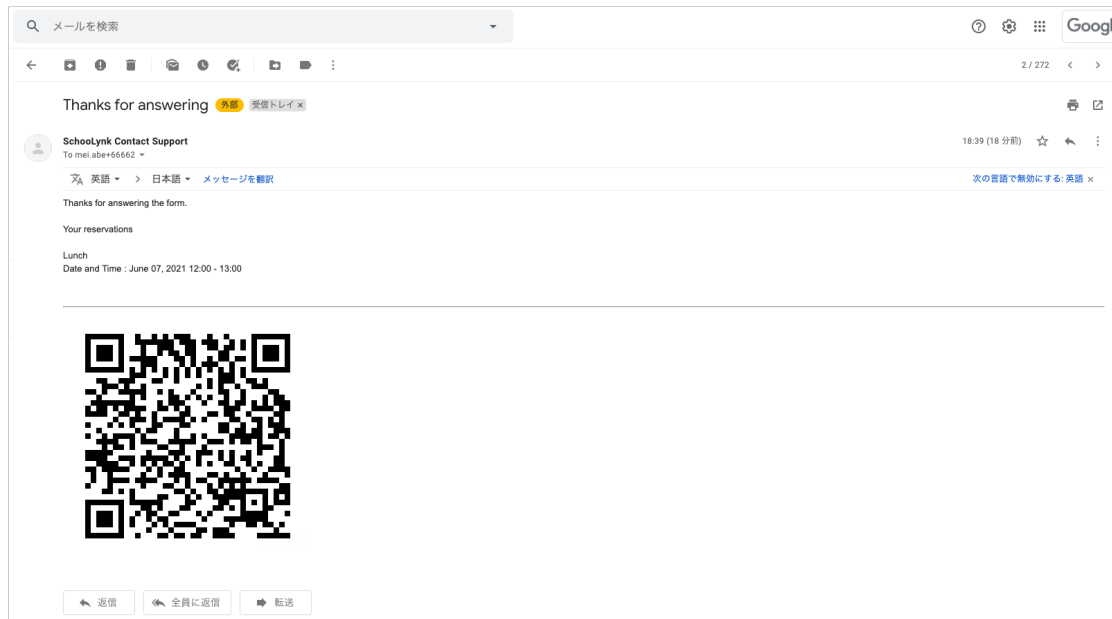 メールを検索
Googl
2 / 272
Thanks for answering 外部 受信トレイ ×
SchooLynk Contact Support
18:39 (18 分前)
To mei.abe+66662
英語 > 日本語 メッセージを翻訳
次の言語で無効にする: 英語 ×
Thanks for answering the form.
Your reservations
Lunch
Date and Time : June 07, 2021 12:00 - 13:00
返信 全員に返信 転送